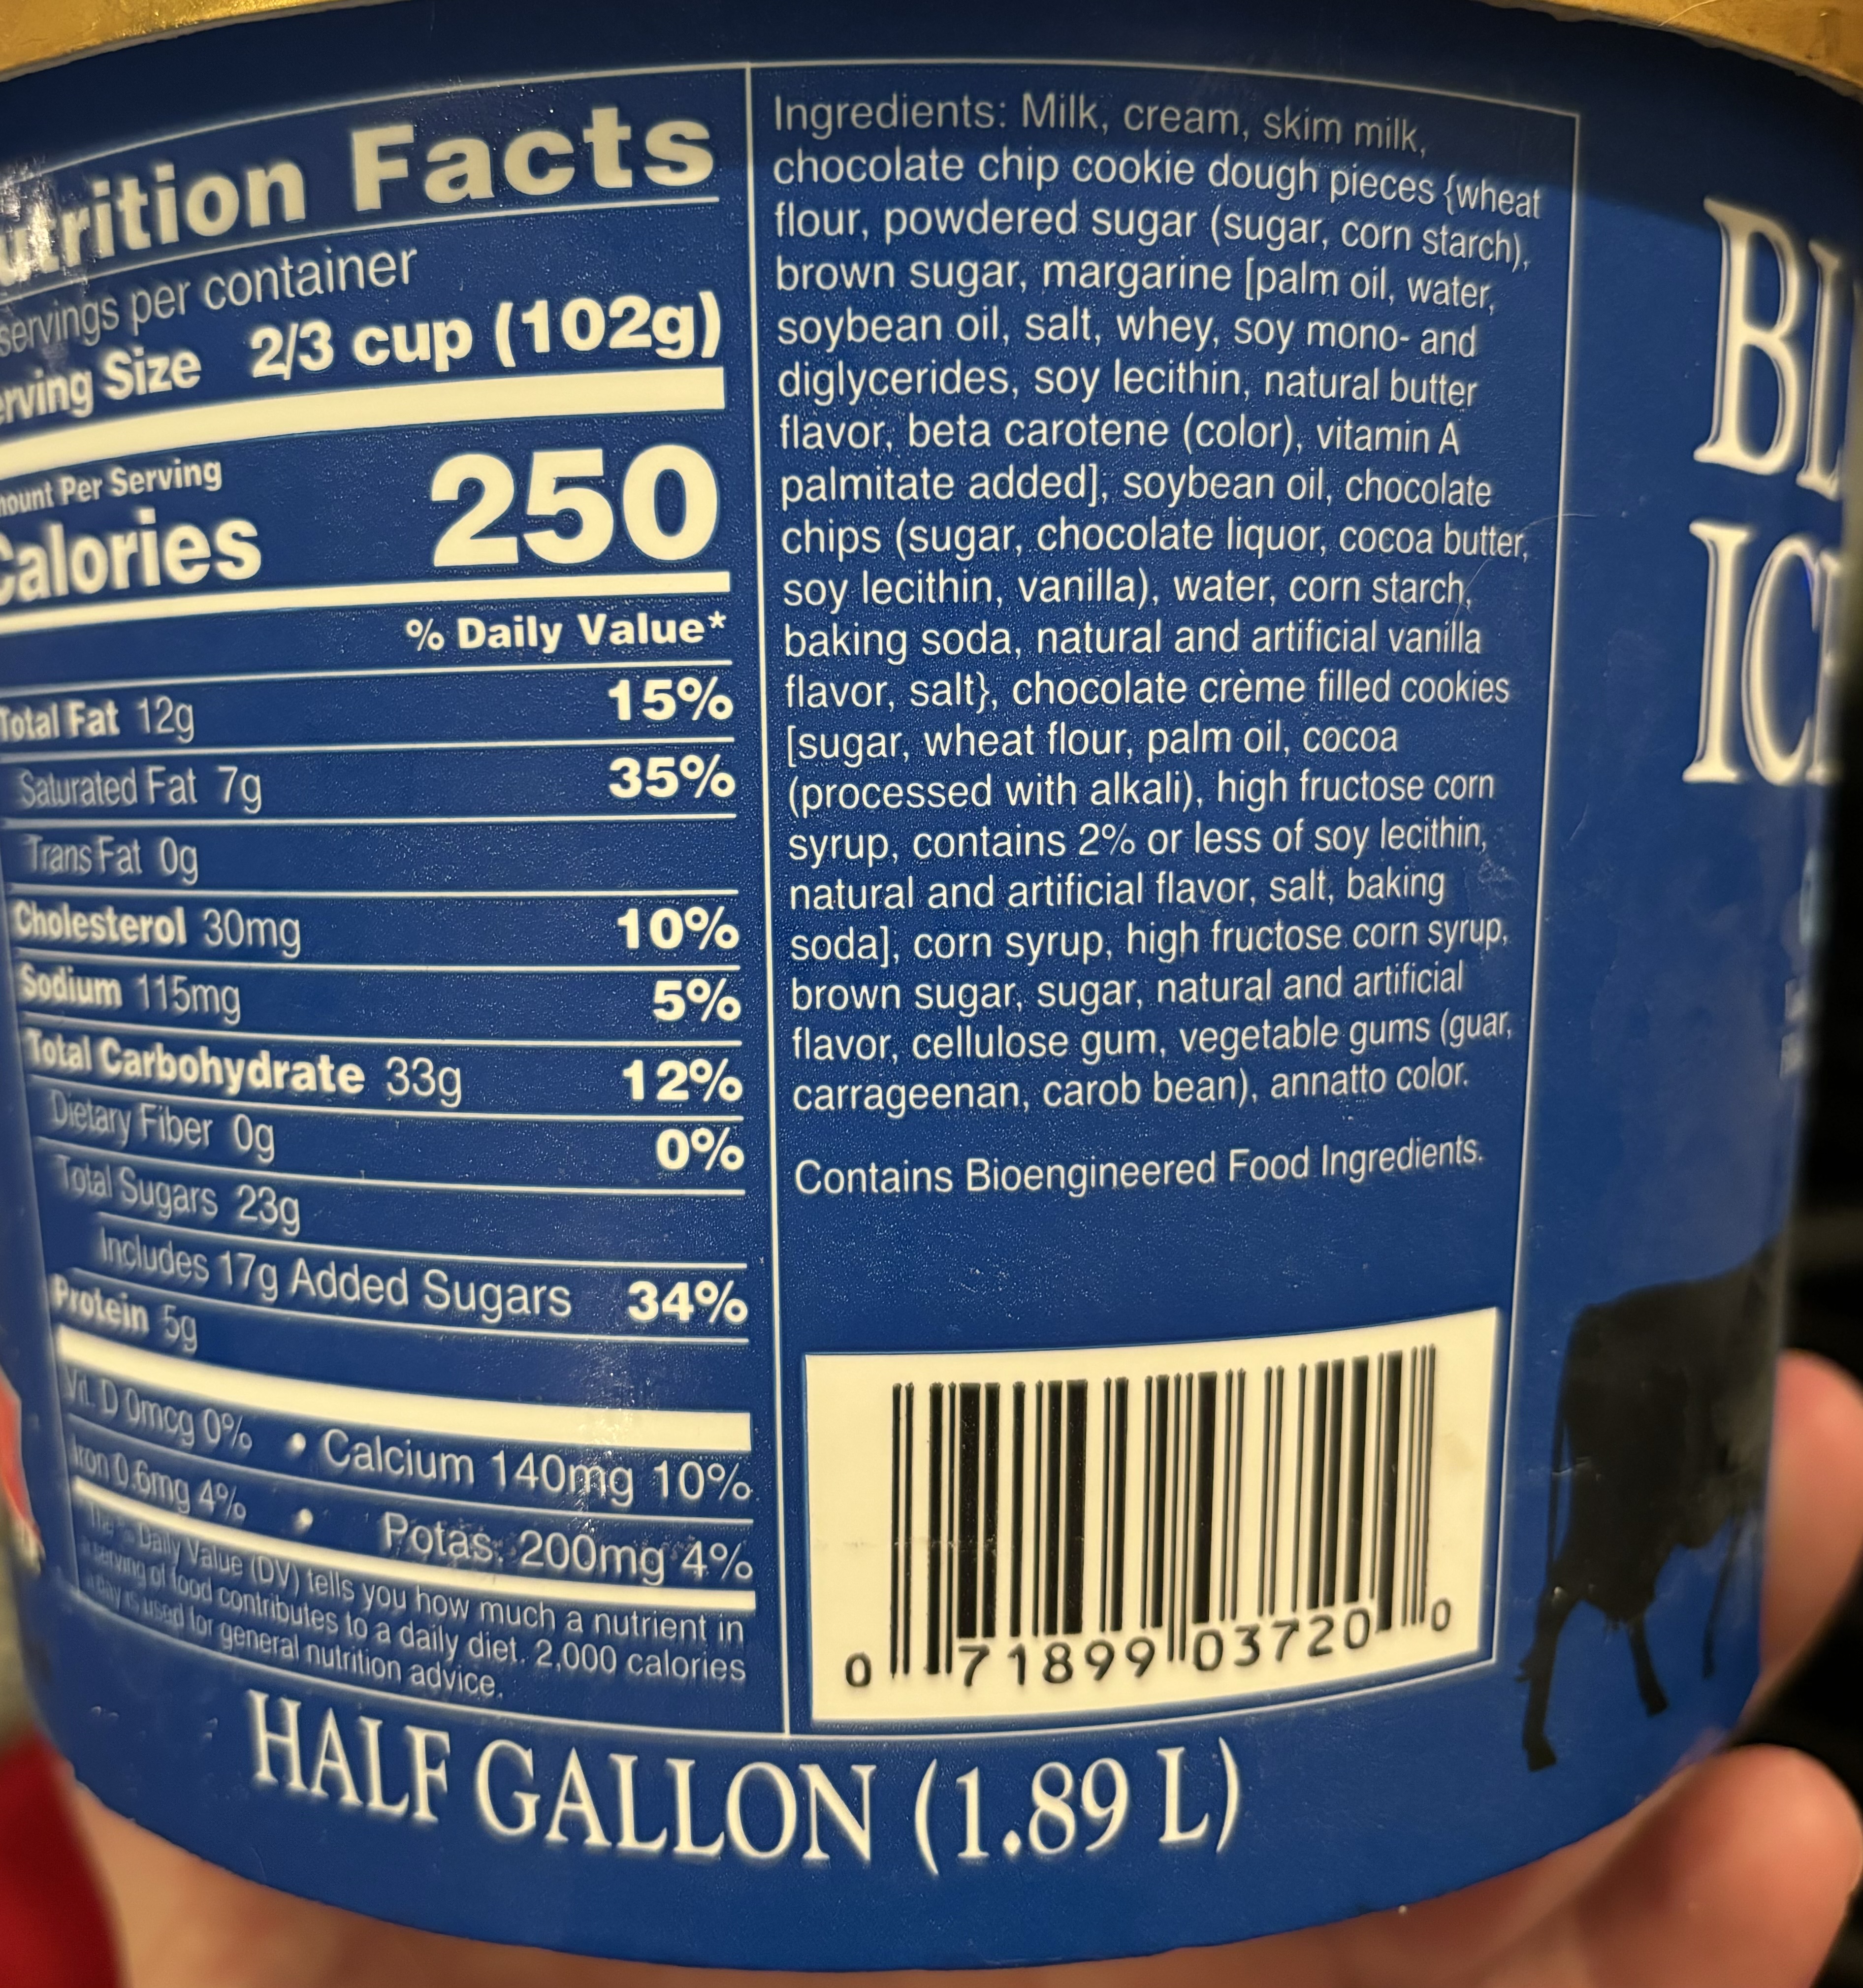 Nutrition Facts
servings per container
Serving Size 2/3 cup (102g)
Amount Per Serving
Calories 250
% Daily Value*
Total Fat 12g 15%
Saturated Fat 7g 35%
Trans Fat 0g
Cholesterol 30mg 10%
Sodium 115mg 5%
Total Carbohydrate 33g 12%
Dietary Fiber 0g 0%
Total Sugars 23g
Includes 17g Added Sugars 34%
Protein 5g
Vit. D 0mcg 0% • Calcium 140mg 10%
Iron 0.6mg 4% • Potas. 200mg 4%
The % Daily Value (DV) tells you how much a nutrient in
a serving of food contributes to a daily diet. 2,000 calories
a day is used for general nutrition advice.
Ingredients: Milk, cream, skim milk,
chocolate chip cookie dough pieces {wheat
flour, powdered sugar (sugar, corn starch),
brown sugar, margarine [palm oil, water,
soybean oil, salt, whey, soy mono- and
diglycerides, soy lecithin, natural butter
flavor, beta carotene (color), vitamin A
palmitate added], soybean oil, chocolate
chips (sugar, chocolate liquor, cocoa butter,
soy lecithin, vanilla), water, corn starch,
baking soda, natural and artificial vanilla
flavor, salt}, chocolate crème filled cookies
[sugar, wheat flour, palm oil, cocoa
(processed with alkali), high fructose corn
syrup, contains 2% or less of soy lecithin,
natural and artificial flavor, salt, baking
soda], corn syrup, high fructose corn syrup,
brown sugar, sugar, natural and artificial
flavor, cellulose gum, vegetable gums (guar,
carrageenan, carob bean), annatto color.
Contains Bioengineered Food Ingredients.
0 71899 03720 0
HALF GALLON (1.89 L)